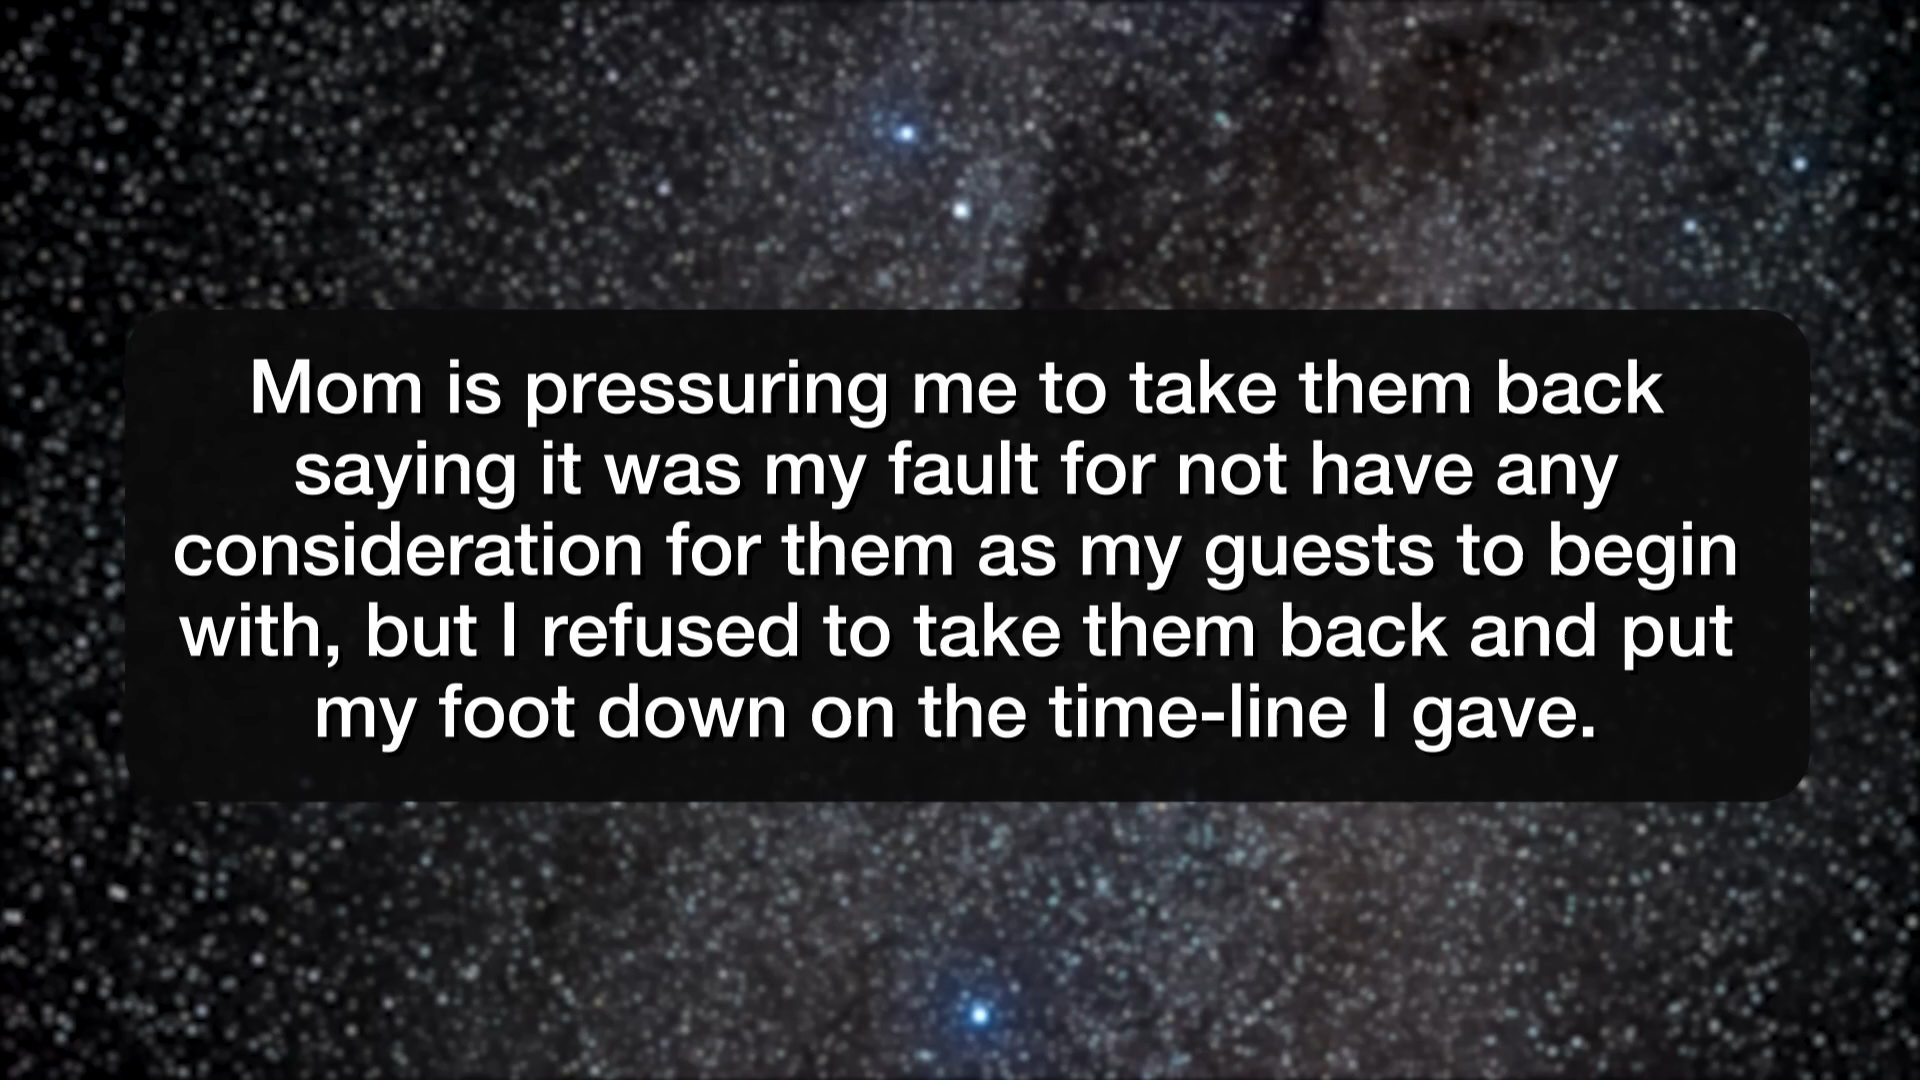 Mom is pressuring me to take them back
saying it was my fault for not have any
consideration for them as my guests to begin
with, but I refused to take them back and put
my foot down on the time-line I gave.